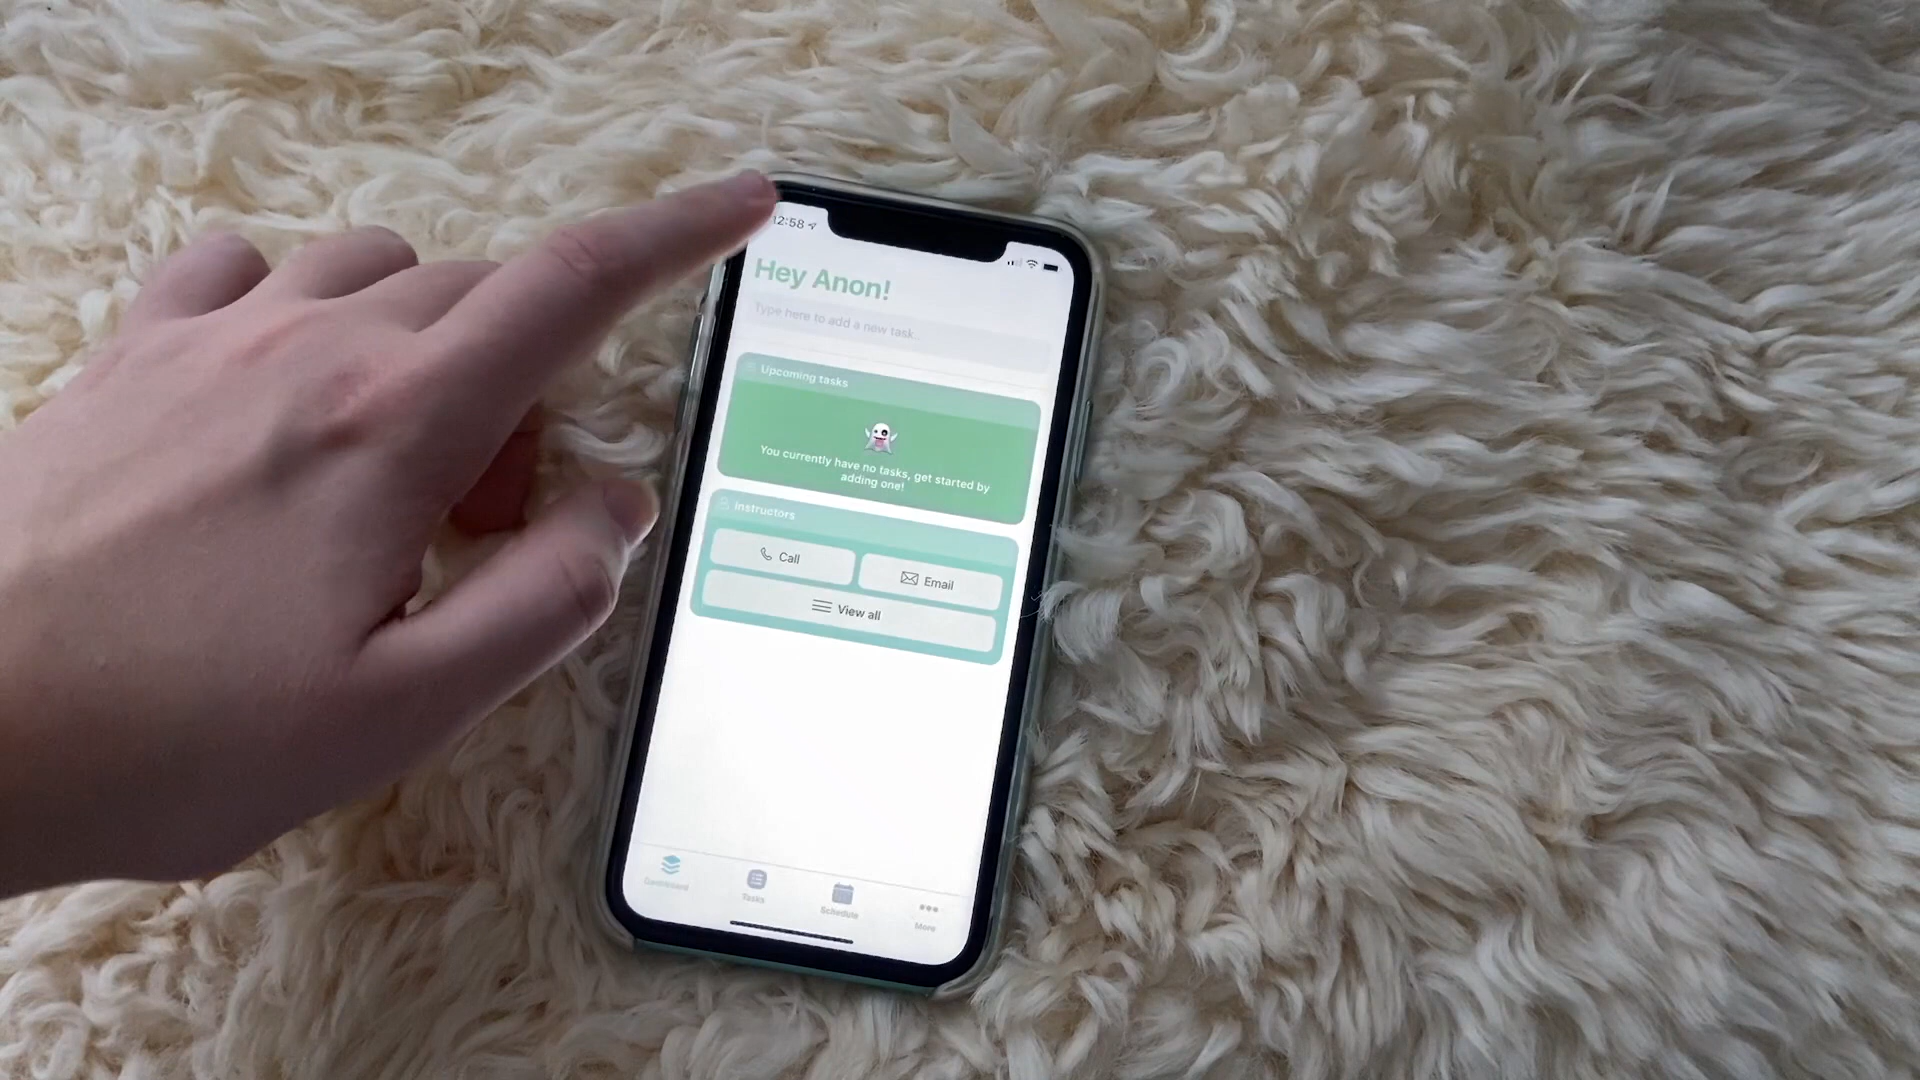 12:58
Hey Anon!
Type here to add a new task...
Upcoming tasks
You currently have no tasks, get started by
adding one!
Instructors
Call
Email
View all
Dashboard
Tasks
Schedule
More